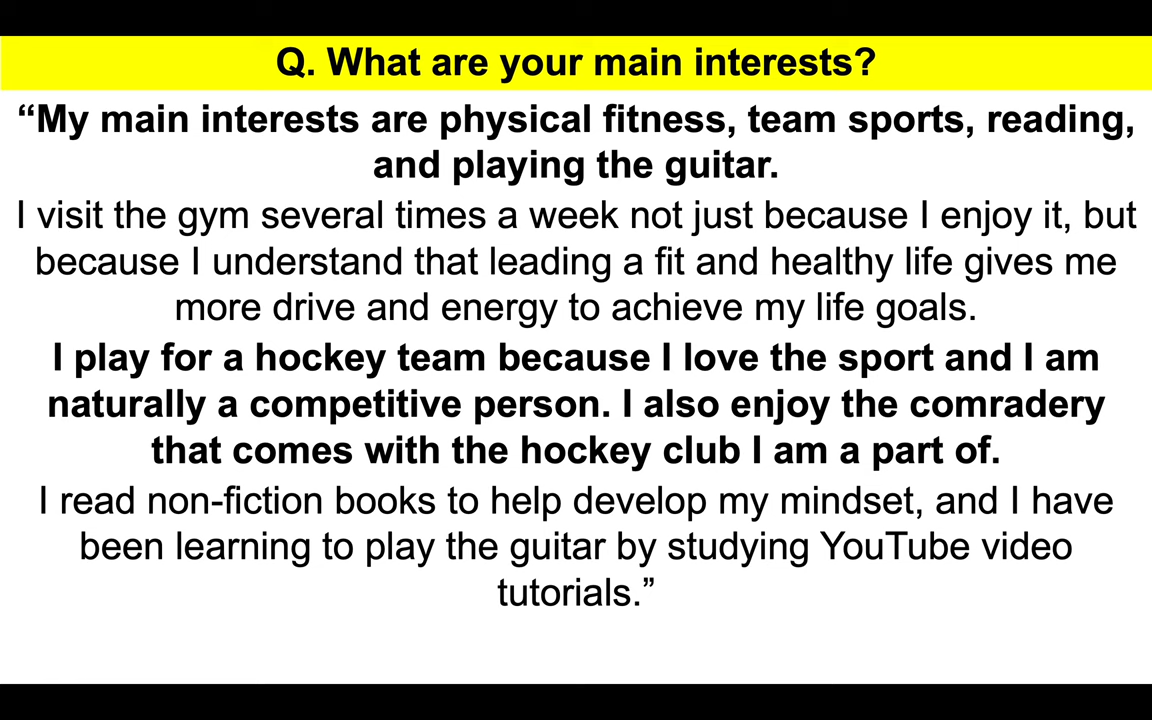 Q. What are your main interests?
“My main interests are physical fitness, team sports, reading,
and playing the guitar.
I visit the gym several times a week not just because I enjoy it, but
because I understand that leading a fit and healthy life gives me
more drive and energy to achieve my life goals.
I play for a hockey team because I love the sport and I am
naturally a competitive person. I also enjoy the comradery
that comes with the hockey club I am a part of.
I read non-fiction books to help develop my mindset, and I have
been learning to play the guitar by studying YouTube video
tutorials.”